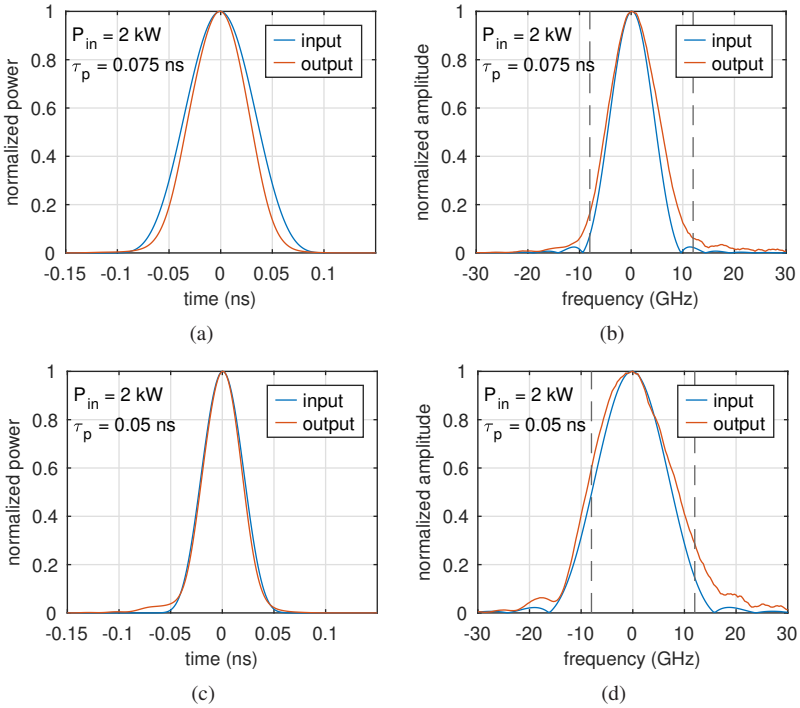 P_in = 2 kW
τ_p = 0.075 ns
input
output
normalized power
1
0.8
0.6
0.4
0.2
0
-0.15 -0.1 -0.05 0 0.05 0.1
time (ns)
(a)
P_in = 2 kW
τ_p = 0.075 ns
input
output
normalized amplitude
1
0.8
0.6
0.4
0.2
0
-30 -20 -10 0 10 20 30
frequency (GHz)
(b)
P_in = 2 kW
τ_p = 0.05 ns
input
output
normalized power
1
0.8
0.6
0.4
0.2
0
-0.15 -0.1 -0.05 0 0.05 0.1
time (ns)
(c)
P_in = 2 kW
τ_p = 0.05 ns
input
output
normalized amplitude
1
0.8
0.6
0.4
0.2
0
-30 -20 -10 0 10 20 30
frequency (GHz)
(d)